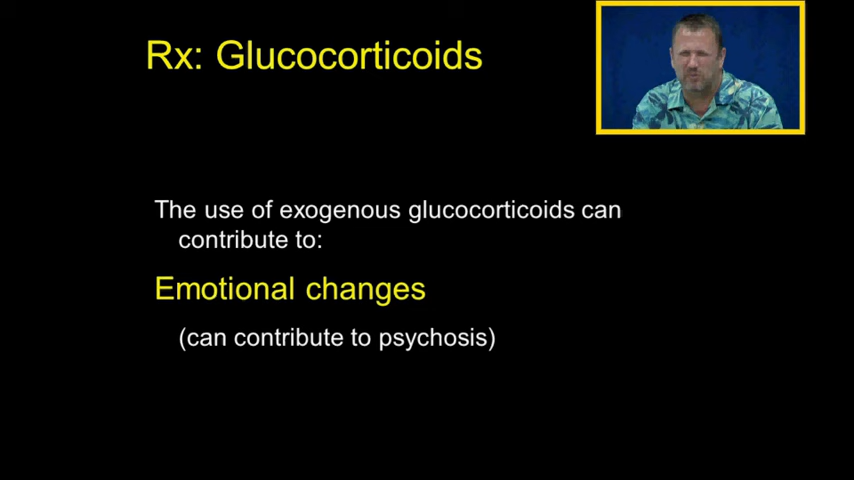 Rx: Glucocorticoids
The use of exogenous glucocorticoids can
contribute to:
Emotional changes
(can contribute to psychosis)